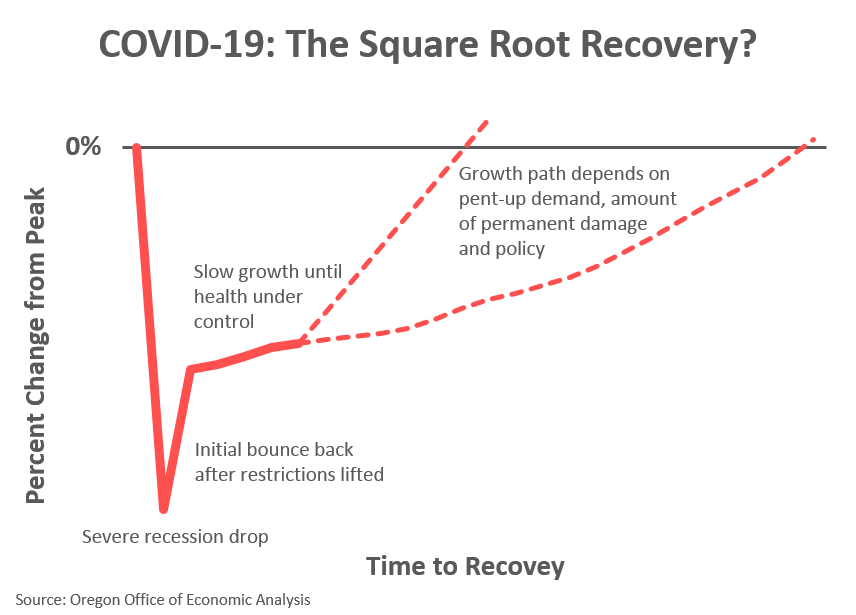 COVID-19: The Square Root Recovery?
0%
Percent Change from Peak
Growth path depends on
pent-up demand, amount
of permanent damage
and policy
Slow growth until
health under
control
Initial bounce back
after restrictions lifted
Severe recession drop
Time to Recovey
Source: Oregon Office of Economic Analysis